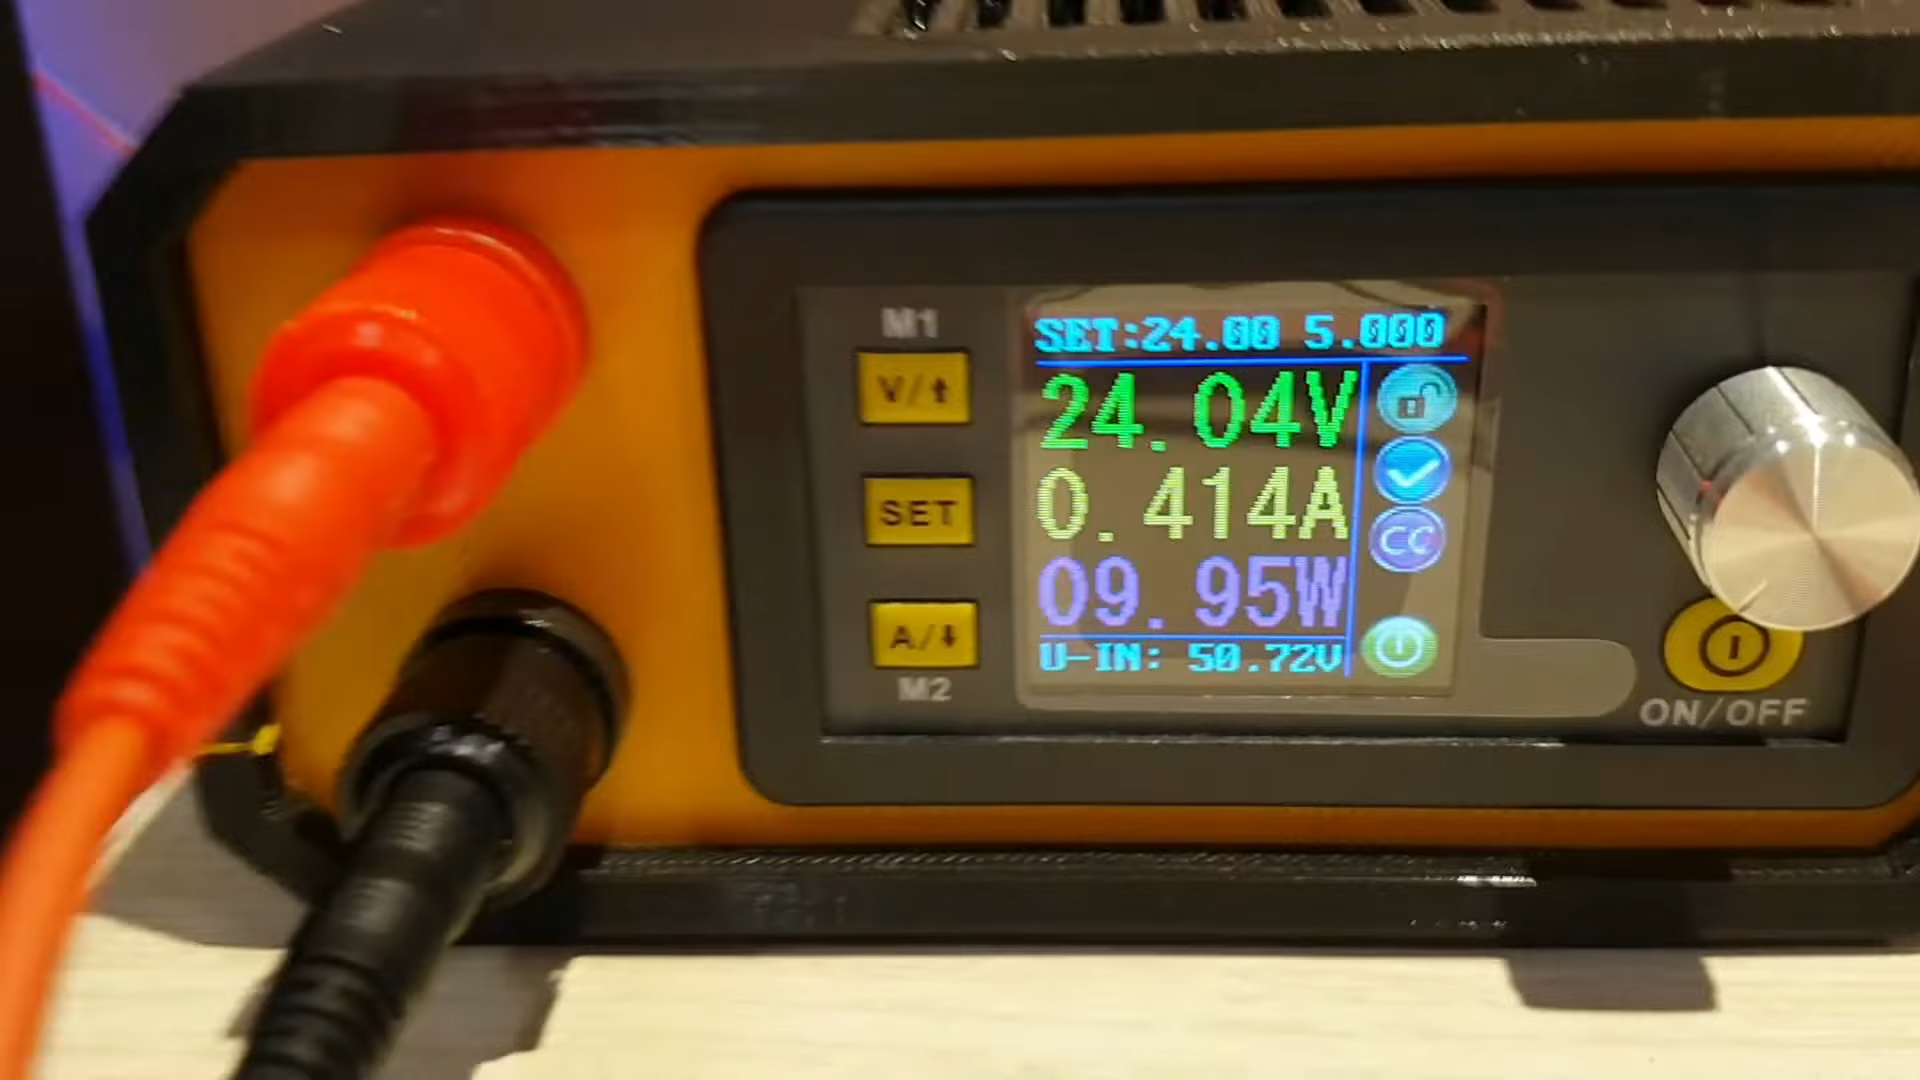 M1
V/↑
SET
A/↓
M2
SET:24.00 5.000
24.04V
0.414A
09.95W
U-IN: 50.72V
CC
ON/OFF